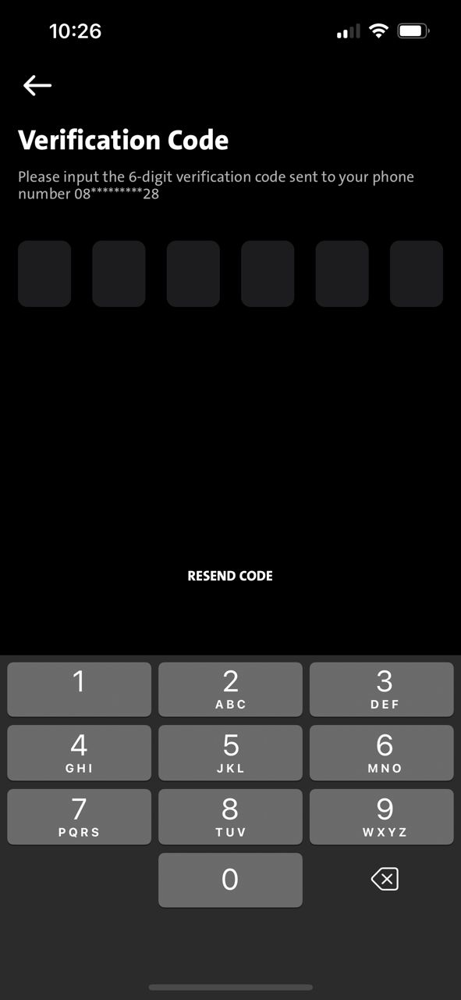 10:26
Verification Code
Please input the 6-digit verification code sent to your phone
number 08*********28
RESEND CODE
1
2
ABC
3
DEF
4
GHI
5
JKL
6
MNO
7
PQRS
8
TUV
9
WXYZ
0